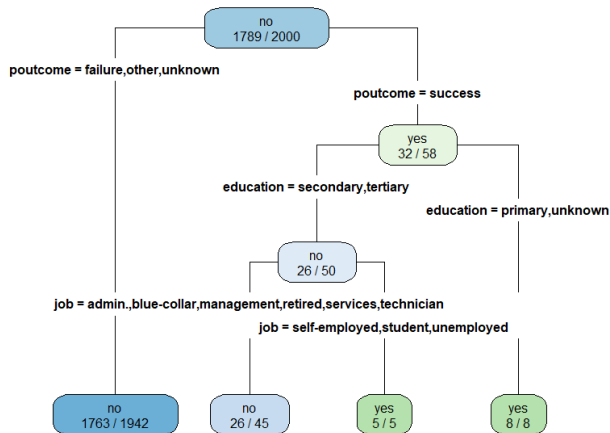 no
1789 / 2000
poutcome = failure,other,unknown
poutcome = success
yes
32 / 58
education = secondary,tertiary
education = primary,unknown
no
26 / 50
job = admin.,blue-collar,management,retired,services,technician
job = self-employed,student,unemployed
no
1763 / 1942
no
26 / 45
yes
5 / 5
yes
8 / 8